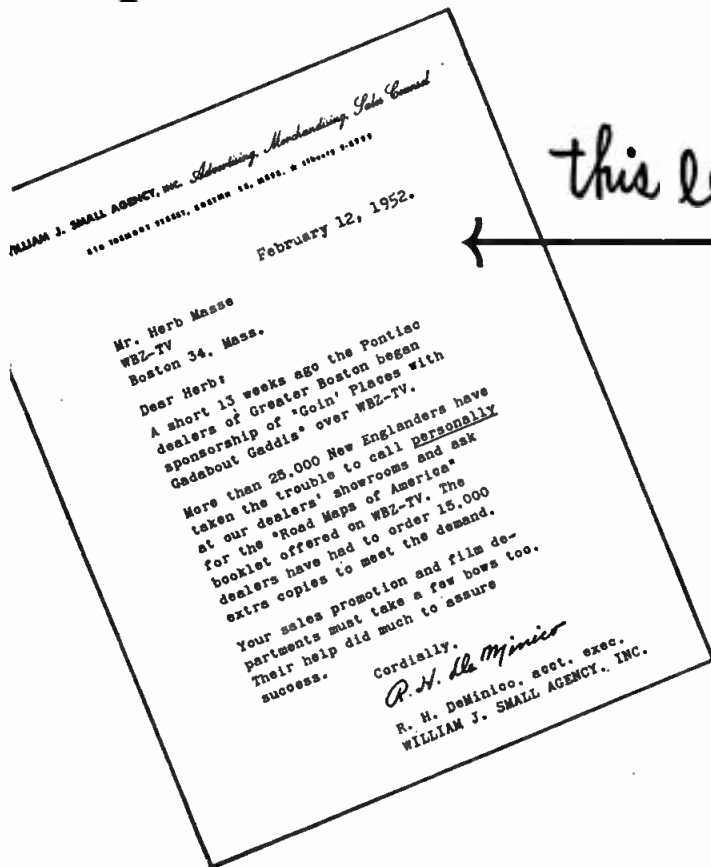 WILLIAM J. SMALL AGENCY, INC. Advertising, Merchandising, Sales Counsel
TREMONT STREET, BOSTON 16, MASS. ★
this
February 12, 1952.
Mr. Herb Masse
WBZ-TV
Boston 34, Mass.
Dear Herb:
A short 13 weeks ago the Pontiac
dealers of Greater Boston began
sponsorship of "Goin' Places with
Gadabout Gaddis" over WBZ-TV.
More than 25,000 New Englanders have
taken the trouble to call personally
at our dealers' showrooms and ask
for the "Road Maps of America"
booklet offered on WBZ-TV. The
dealers have had to order 15,000
extra copies to meet the demand.
Your sales promotion and film de-
partments must take a few bows too.
Their help did much to assure
success.
Cordially,
R. H. DeMinico
R. H. DeMinico, acct. exec.
WILLIAM J. SMALL AGENCY, INC.